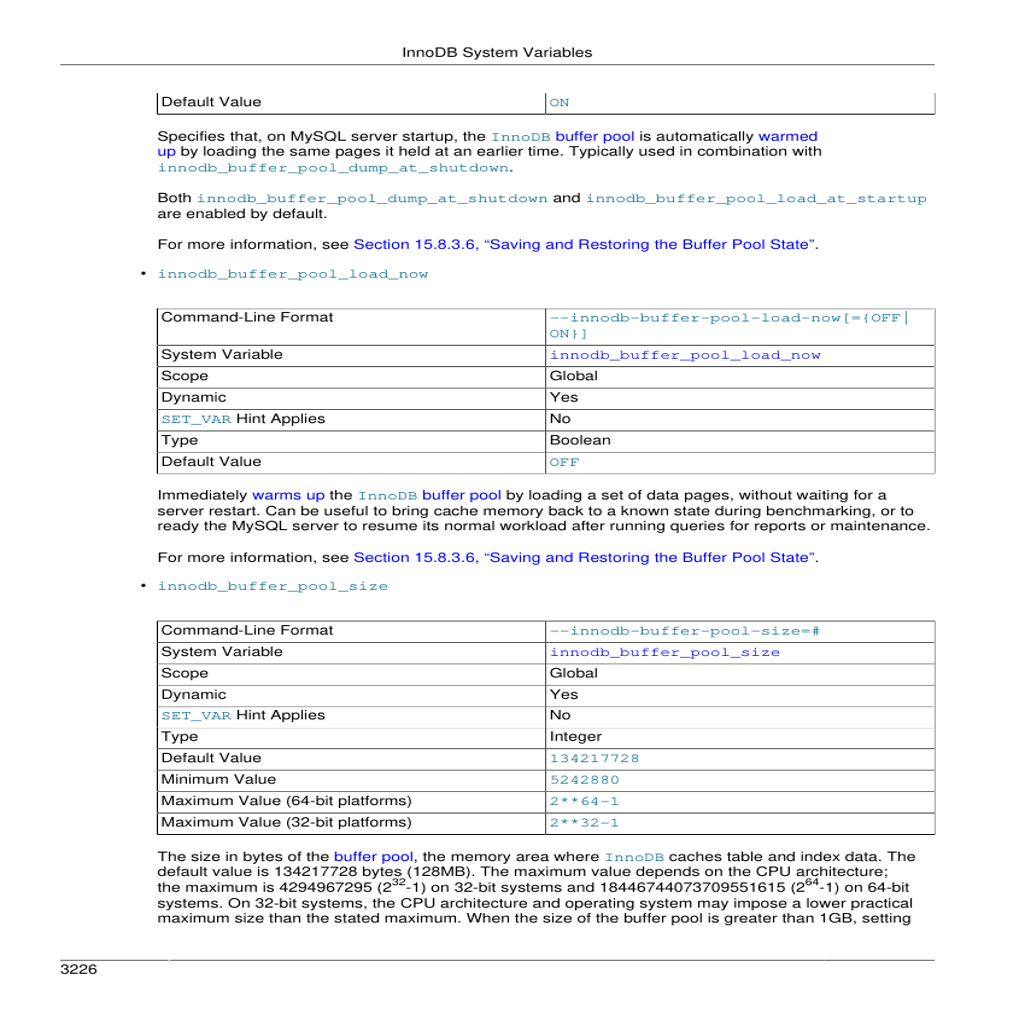 InnoDB System Variables
Default Value ON
Specifies that, on MySQL server startup, the InnoDB buffer pool is automatically warmed
up by loading the same pages it held at an earlier time. Typically used in combination with
innodb_buffer_pool_dump_at_shutdown.
Both innodb_buffer_pool_dump_at_shutdown and innodb_buffer_pool_load_at_startup
are enabled by default.
For more information, see Section 15.8.3.6, “Saving and Restoring the Buffer Pool State”.
• innodb_buffer_pool_load_now
Command-Line Format --innodb-buffer-pool-load-now[={OFF|
ON}]
System Variable innodb_buffer_pool_load_now
Scope Global
Dynamic Yes
SET_VAR Hint Applies No
Type Boolean
Default Value OFF
Immediately warms up the InnoDB buffer pool by loading a set of data pages, without waiting for a
server restart. Can be useful to bring cache memory back to a known state during benchmarking, or to
ready the MySQL server to resume its normal workload after running queries for reports or maintenance.
For more information, see Section 15.8.3.6, “Saving and Restoring the Buffer Pool State”.
• innodb_buffer_pool_size
Command-Line Format --innodb-buffer-pool-size=#
System Variable innodb_buffer_pool_size
Scope Global
Dynamic Yes
SET_VAR Hint Applies No
Type Integer
Default Value 134217728
Minimum Value 5242880
Maximum Value (64-bit platforms) 2**64-1
Maximum Value (32-bit platforms) 2**32-1
The size in bytes of the buffer pool, the memory area where InnoDB caches table and index data. The
default value is 134217728 bytes (128MB). The maximum value depends on the CPU architecture;
the maximum is 4294967295 (2^32-1) on 32-bit systems and 18446744073709551615 (2^64-1) on 64-bit
systems. On 32-bit systems, the CPU architecture and operating system may impose a lower practical
maximum size than the stated maximum. When the size of the buffer pool is greater than 1GB, setting
3226